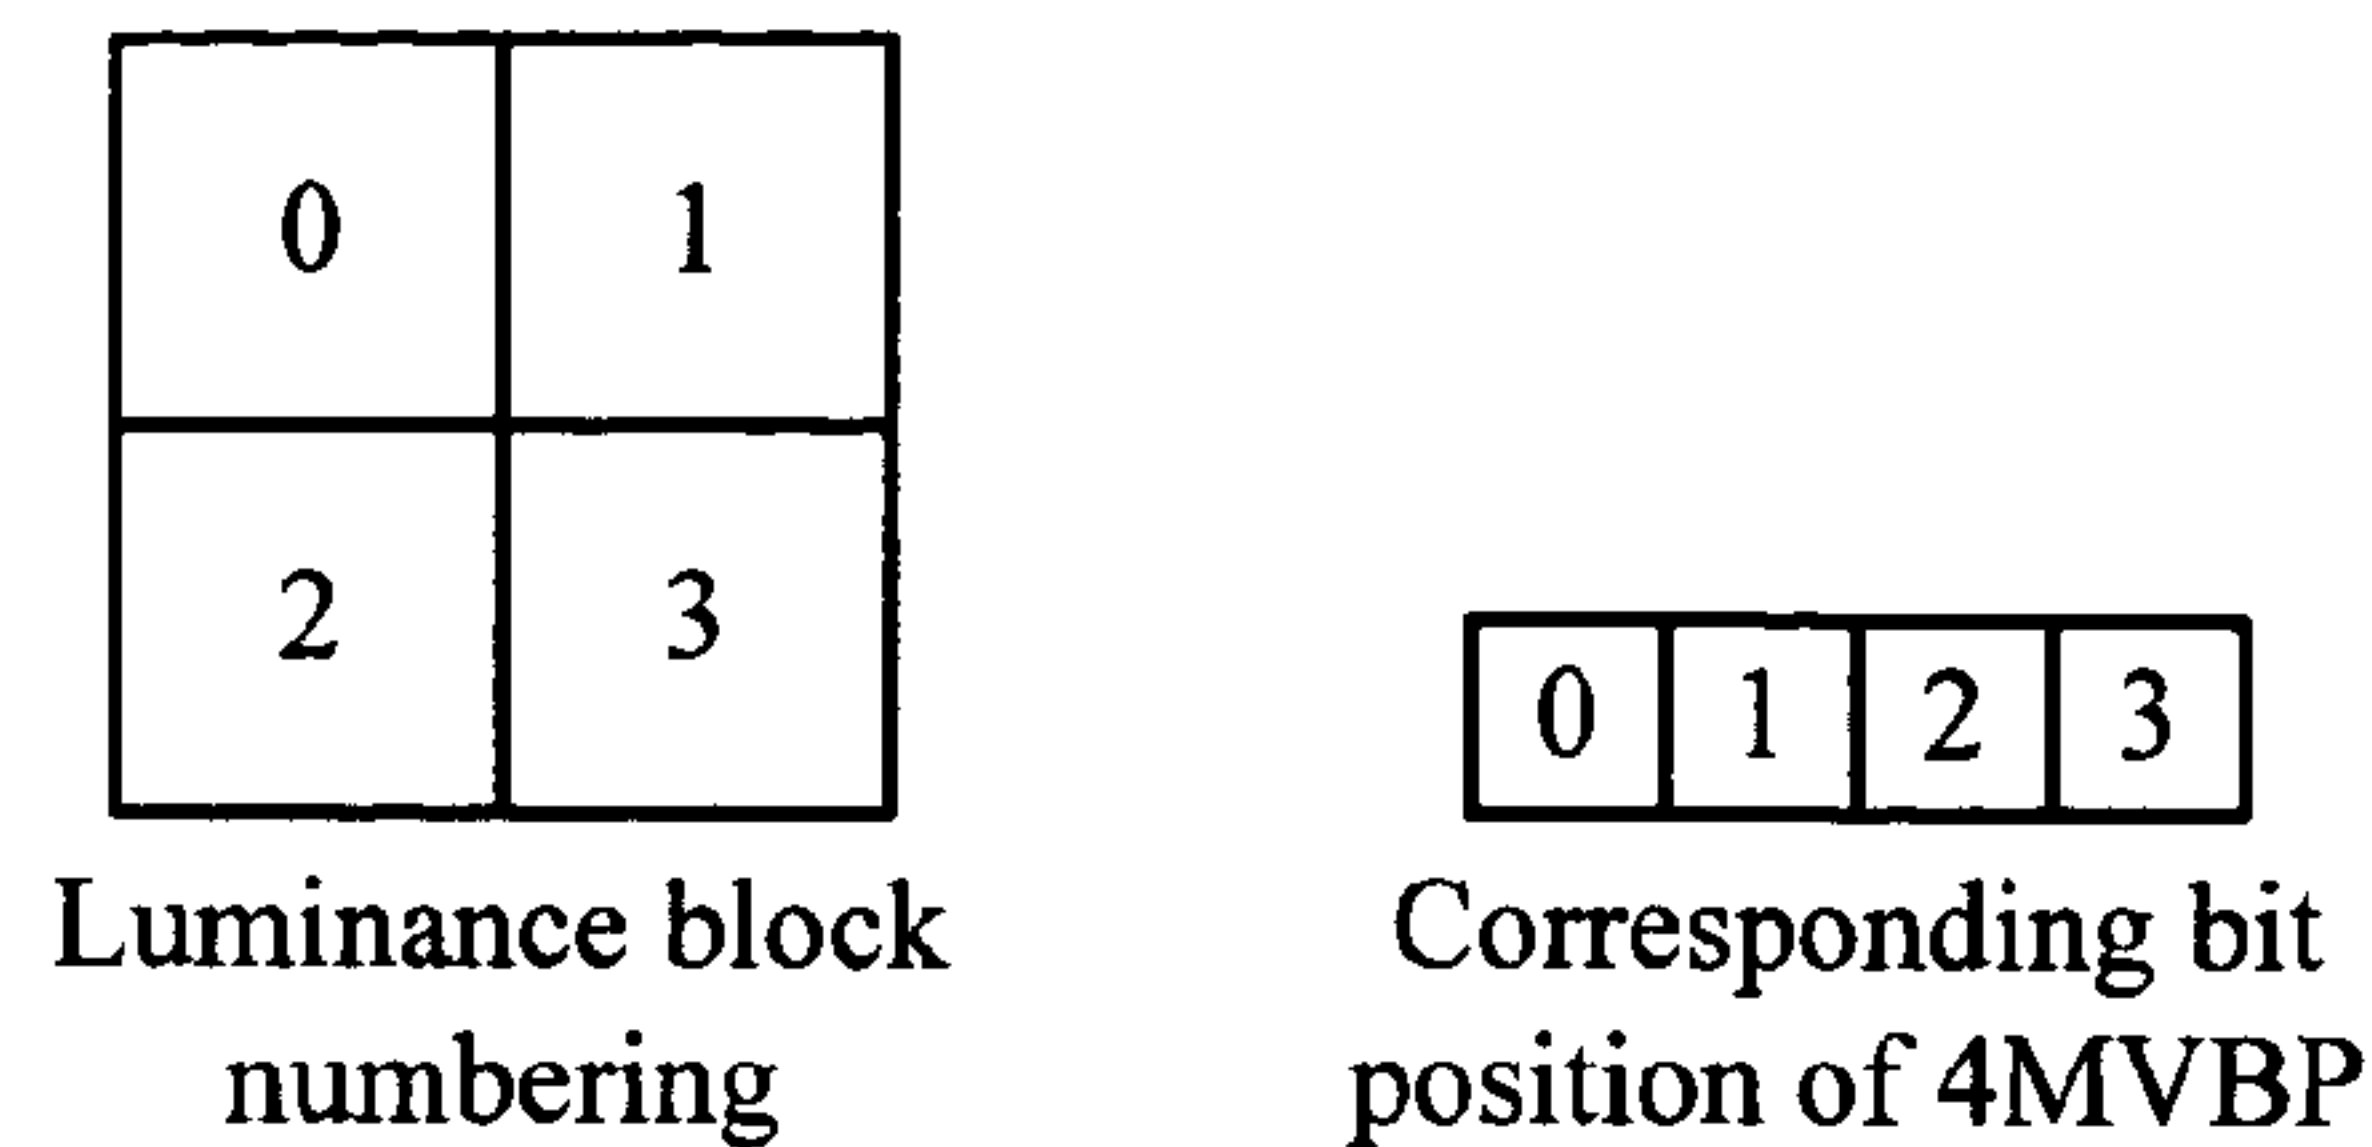 0 1
2 3
0 1 2 3
Luminance block
numbering
Corresponding bit
position of 4MVBP